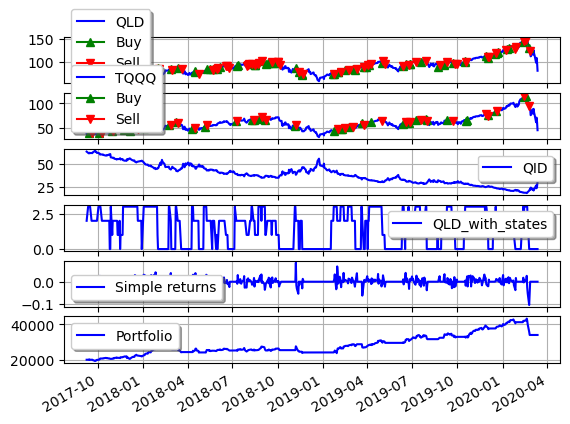 QLD
Buy
Sell
150
100
TQQQ
Buy
Sell
100
50
QID
50
25
QLD_with_states
2.5
0.0
Simple returns
0.0
−0.1
Portfolio
40000
20000
2017-10 2018-01 2018-04 2018-07 2018-10 2019-01 2019-04 2019-07 2019-10 2020-01 2020-04